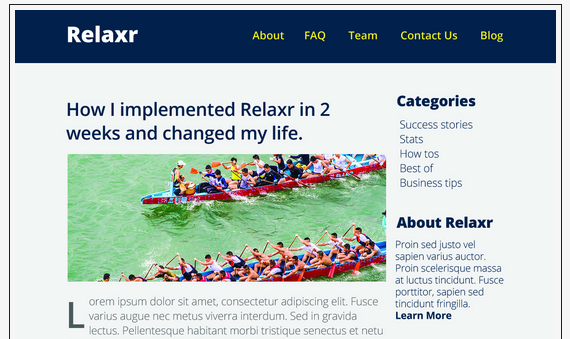 Relaxr
About FAQ Team Contact Us Blog
How I implemented Relaxr in 2
weeks and changed my life.
Lorem ipsum dolor sit amet, consectetur adipiscing elit. Fusce
varius augue nec metus viverra interdum. Sed in gravida
lectus. Pellentesque habitant morbi tristique senectus et netu
Categories
Success stories
Stats
How tos
Best of
Business tips
About Relaxr
Proin sed justo vel
sapien varius auctor.
Proin scelerisque massa
at luctus tincidunt. Fusce
porttitor, sapien sed
tincidunt fringilla.
Learn More